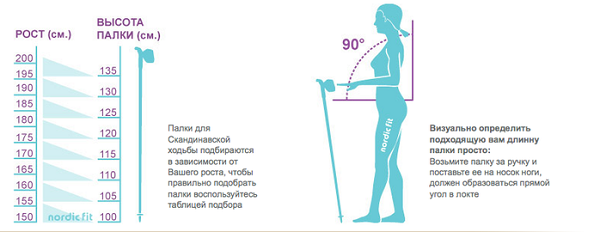 РОСТ (см.)
ВЫСОТА
ПАЛКИ (см.)
200
195
190
185
180
175
170
165
160
155
150
135
130
125
120
115
110
105
100
nordic fit
Палки для
Скандинавской
ходьбы подбираются
в зависимости от
Вашего роста, чтобы
правильно подобрать
палки воспользуйтесь
таблицей подбора
90°
nordic fit
Визуально определить
подходящую вам длинну
палки просто:
Возьмите палку за ручку и
поставьте ее на носок ноги,
должен образоваться прямой
угол в локте